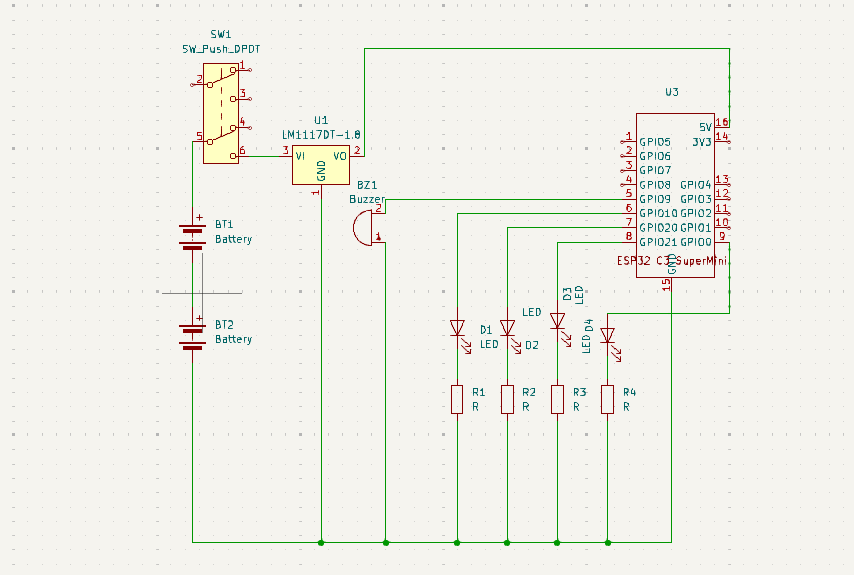 SW1
SW_Push_DPDT
1
2
3
4
5
6
U1
LM1117DT-1.8
3
VI
VO
2
GND
1
BZ1
Buzzer
2
1
BT1
Battery
BT2
Battery
U3
5V
16
3V3
14
1
GPIO5
2
GPIO6
3
GPIO7
4
GPIO8
GPIO4
13
5
GPIO9
GPIO3
12
6
GPIO10
GPIO2
11
7
GPIO20
GPIO1
10
8
GPIO21
GPIO0
9
ESP32 C3 SuperMini
GND
15
D1
LED
LED
D2
D3
LED
D4
LED
R1
R
R2
R
R3
R
R4
R